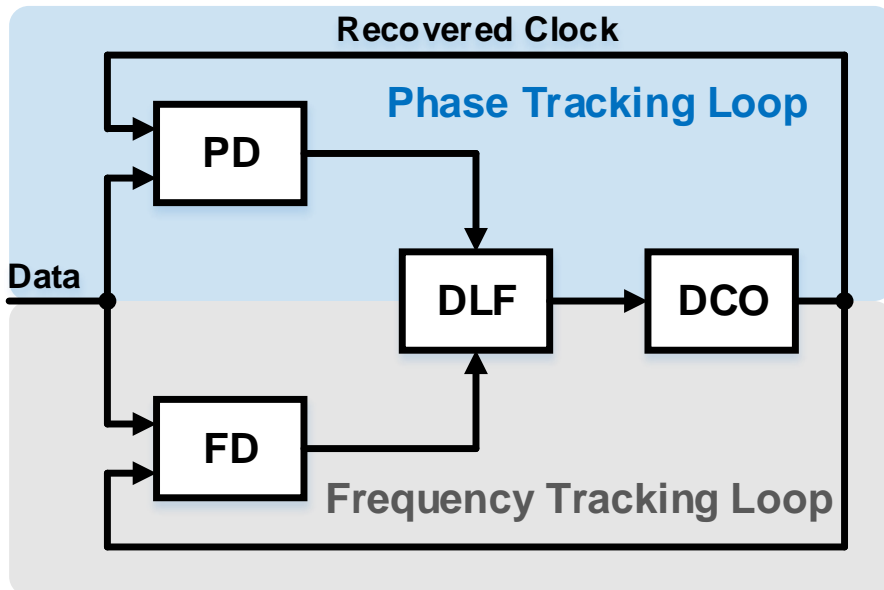 Recovered Clock
Phase Tracking Loop
PD
Data
DLF
DCO
FD
Frequency Tracking Loop